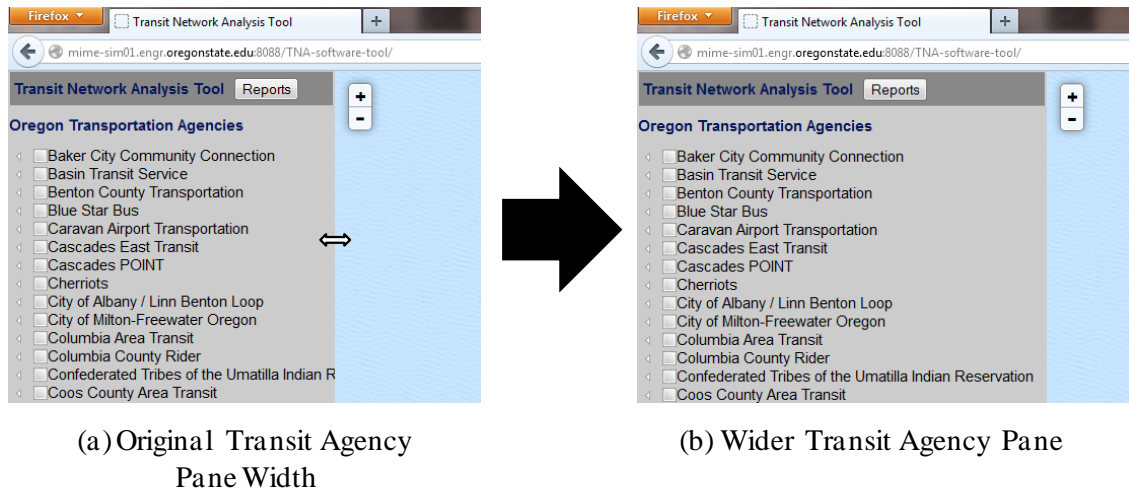 Firefox
Transit Network Analysis Tool
+
mime-sim01.engr.oregonstate.edu:8088/TNA-software-tool/
Transit Network Analysis Tool Reports
+
-
Oregon Transportation Agencies
Baker City Community Connection
Basin Transit Service
Benton County Transportation
Blue Star Bus
Caravan Airport Transportation
Cascades East Transit
Cascades POINT
Cherriots
City of Albany / Linn Benton Loop
City of Milton-Freewater Oregon
Columbia Area Transit
Columbia County Rider
Confederated Tribes of the Umatilla Indian R
Coos County Area Transit
(a) Original Transit Agency
Pane Width
Firefox
Transit Network Analysis Tool
+
mime-sim01.engr.oregonstate.edu:8088/TNA-software-tool/
Transit Network Analysis Tool Reports
+
-
Oregon Transportation Agencies
Baker City Community Connection
Basin Transit Service
Benton County Transportation
Blue Star Bus
Caravan Airport Transportation
Cascades East Transit
Cascades POINT
Cherriots
City of Albany / Linn Benton Loop
City of Milton-Freewater Oregon
Columbia Area Transit
Columbia County Rider
Confederated Tribes of the Umatilla Indian Reservation
Coos County Area Transit
(b) Wider Transit Agency Pane